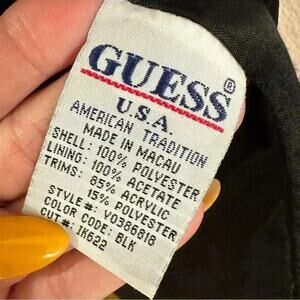 GUESS®
U.S.A.
AMERICAN TRADITION
MADE IN MACAU
SHELL: 100% POLYESTER
LINING: 100% ACETATE
TRIMS: 85% ACRYLIC
15% POLYESTER
STYLE#: V0386818
COLOR CODE: BLK
CUT#: IK622